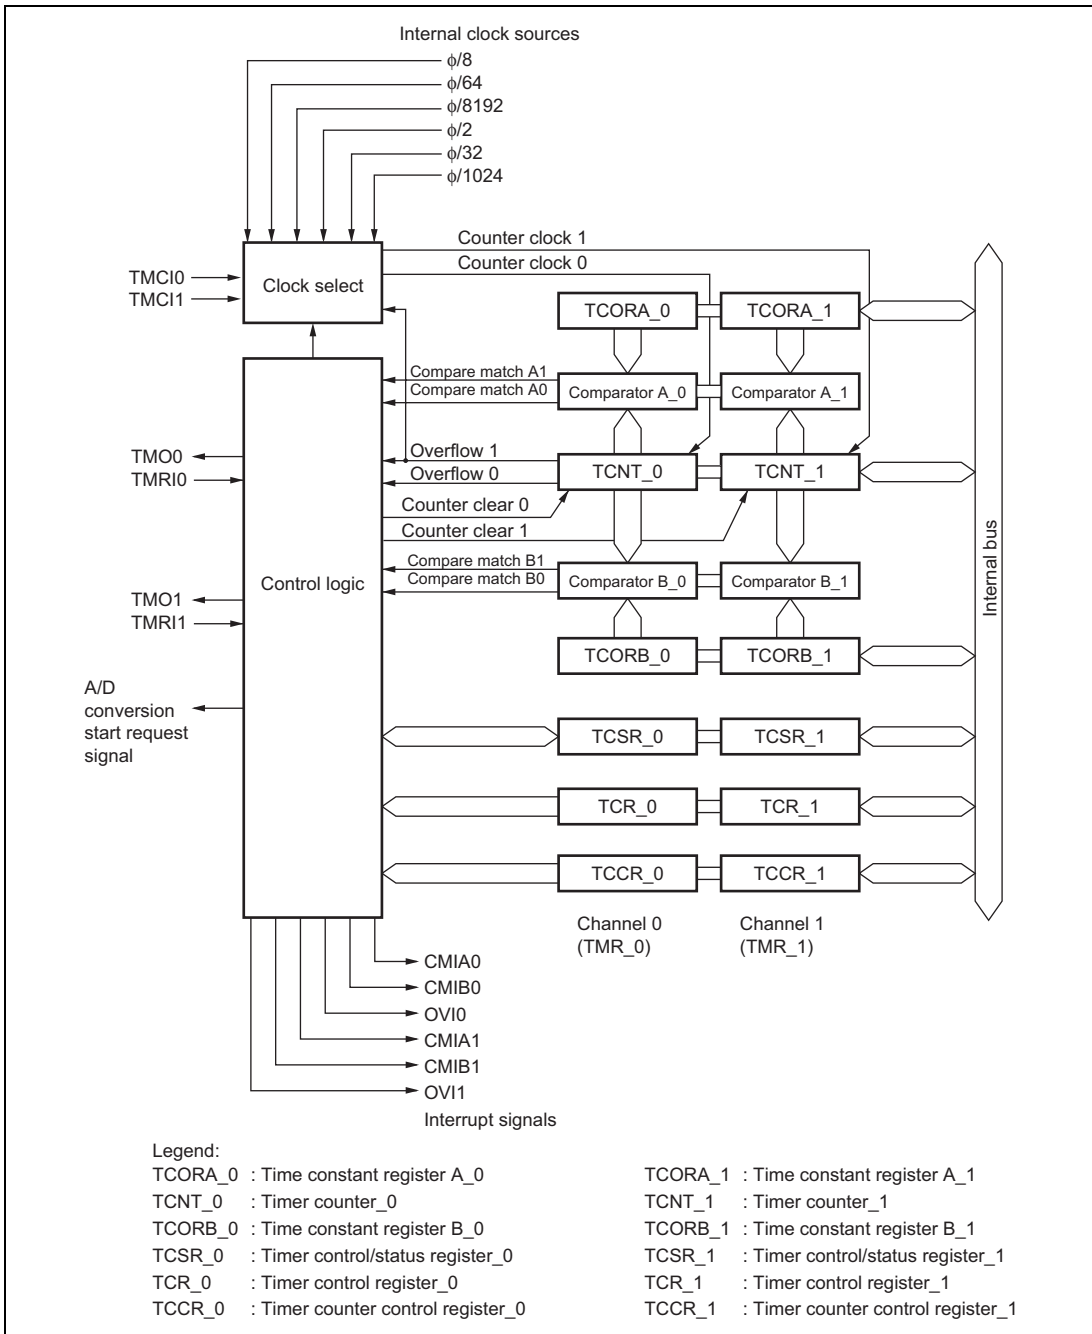 Internal clock sources
ϕ/8
ϕ/64
ϕ/8192
ϕ/2
ϕ/32
ϕ/1024
Counter clock 1
Counter clock 0
TMCI0
TMCI1
Clock select
TCORA_0
TCORA_1
Compare match A1
Compare match A0
Comparator A_0
Comparator A_1
TMO0
TMRI0
Overflow 1
Overflow 0
TCNT_0
TCNT_1
Counter clear 0
Counter clear 1
Compare match B1
Compare match B0
Comparator B_0
Comparator B_1
Control logic
Internal bus
TMO1
TMRI1
TCORB_0
TCORB_1
A/D
conversion
start request
signal
TCSR_0
TCSR_1
TCR_0
TCR_1
TCCR_0
TCCR_1
Channel 0
(TMR_0)
Channel 1
(TMR_1)
CMIA0
CMIB0
OVI0
CMIA1
CMIB1
OVI1
Interrupt signals
Legend:
TCORA_0 : Time constant register A_0
TCNT_0 : Timer counter_0
TCORB_0 : Time constant register B_0
TCSR_0 : Timer control/status register_0
TCR_0 : Timer control register_0
TCCR_0 : Timer counter control register_0
TCORA_1 : Time constant register A_1
TCNT_1 : Timer counter_1
TCORB_1 : Time constant register B_1
TCSR_1 : Timer control/status register_1
TCR_1 : Timer control register_1
TCCR_1 : Timer counter control register_1